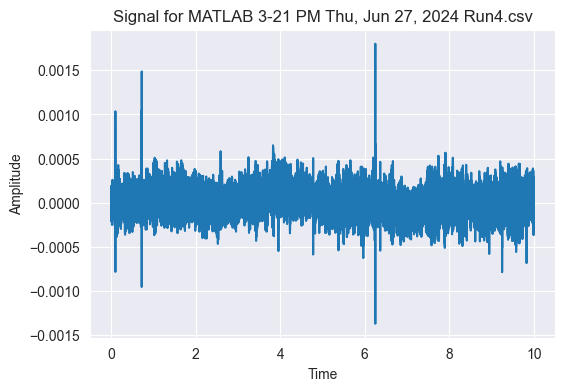 Signal for MATLAB 3-21 PM Thu, Jun 27, 2024 Run4.csv
0.0015
0.0010
0.0005
0.0000
−0.0005
−0.0010
−0.0015
Amplitude
0 2 4 6 8 10
Time